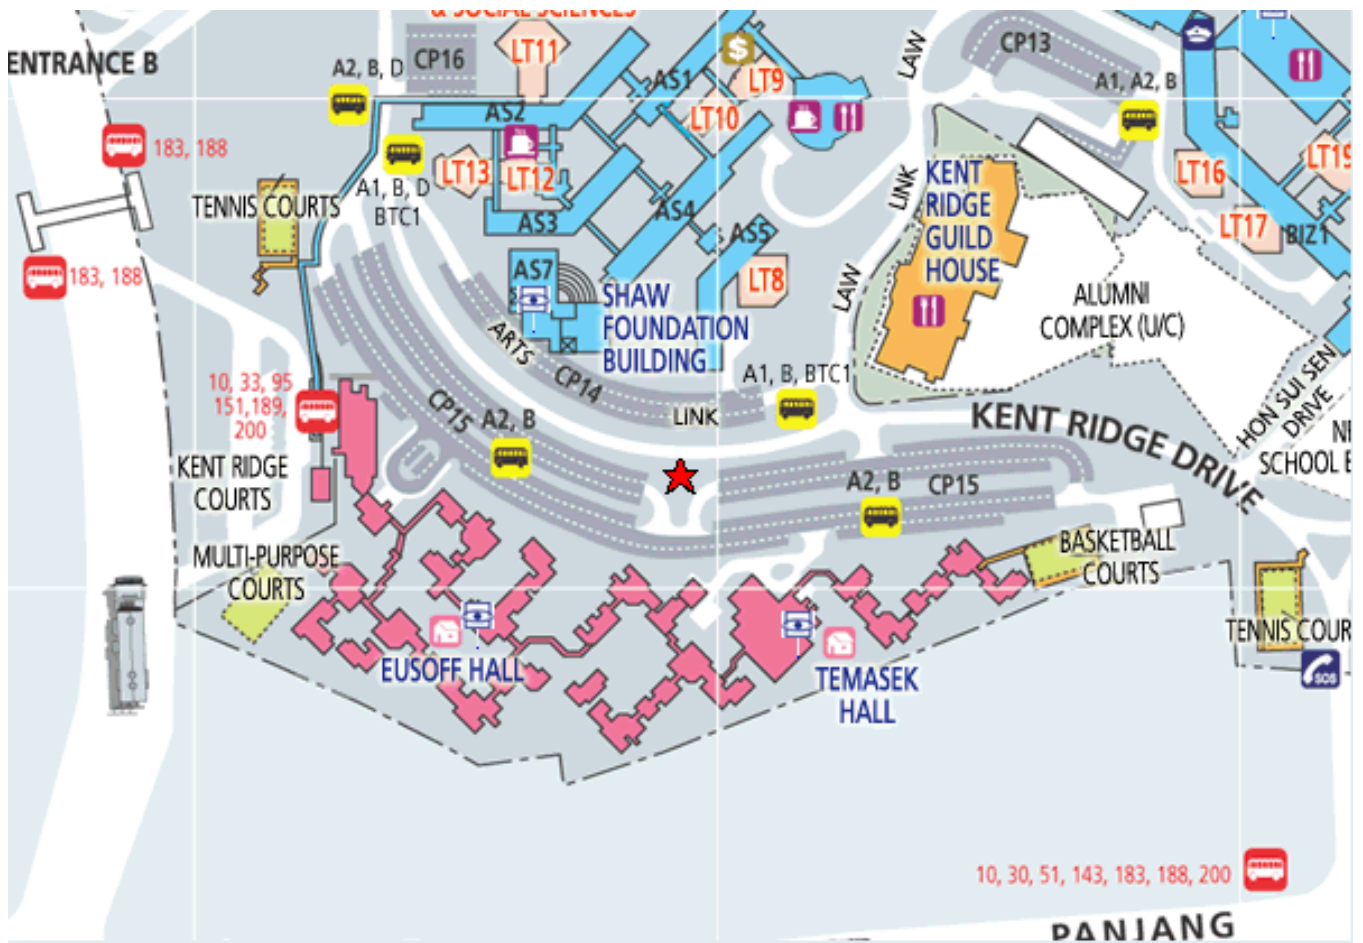 & SOCIAL SCIENCES
ENTRANCE B
A2, B, D
CP16
LT11
AS1
LT9
$
LAW
CP13
A1, A2, B
AS2
LT10
183, 188
LT13
LT12
A1, B, D
BTC1
TENNIS COURTS
AS3
AS4
AS5
LT8
LINK
KENT
RIDGE
GUILD
HOUSE
LT16
LT19
LT17
BIZ1
183, 188
AS7
SHAW
FOUNDATION
BUILDING
ARTS
CP14
LINK
LAW
ALUMNI
COMPLEX (U/C)
HON SUI SEN
DRIVE
A1, B, BTC1
10, 33, 95
151,189,
200
CP15
A2, B
KENT RIDGE DRIVE
SCHOOL
KENT RIDGE
COURTS
A2, B
CP15
MULTI-PURPOSE
COURTS
BASKETBALL
COURTS
EUSOFF HALL
TEMASEK
HALL
TENNIS COUR
SOS
10, 30, 51, 143, 183, 188, 200
PANJANG